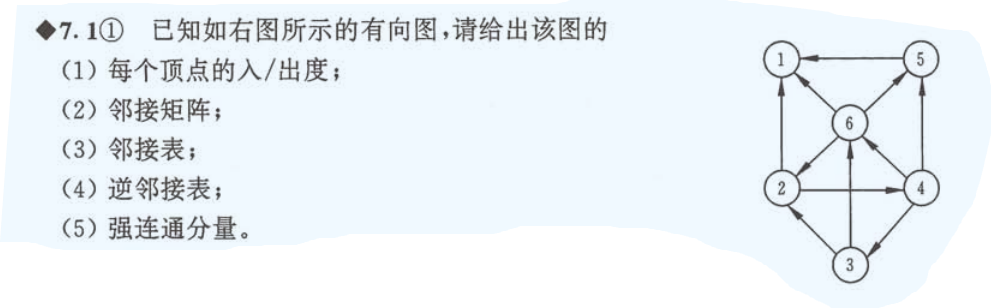 ◆7.1① 已知如右图所示的有向图,请给出该图的
(1) 每个顶点的入/出度;
(2) 邻接矩阵;
(3) 邻接表;
(4) 逆邻接表;
(5) 强连通分量。
1 5
6
2 4
3